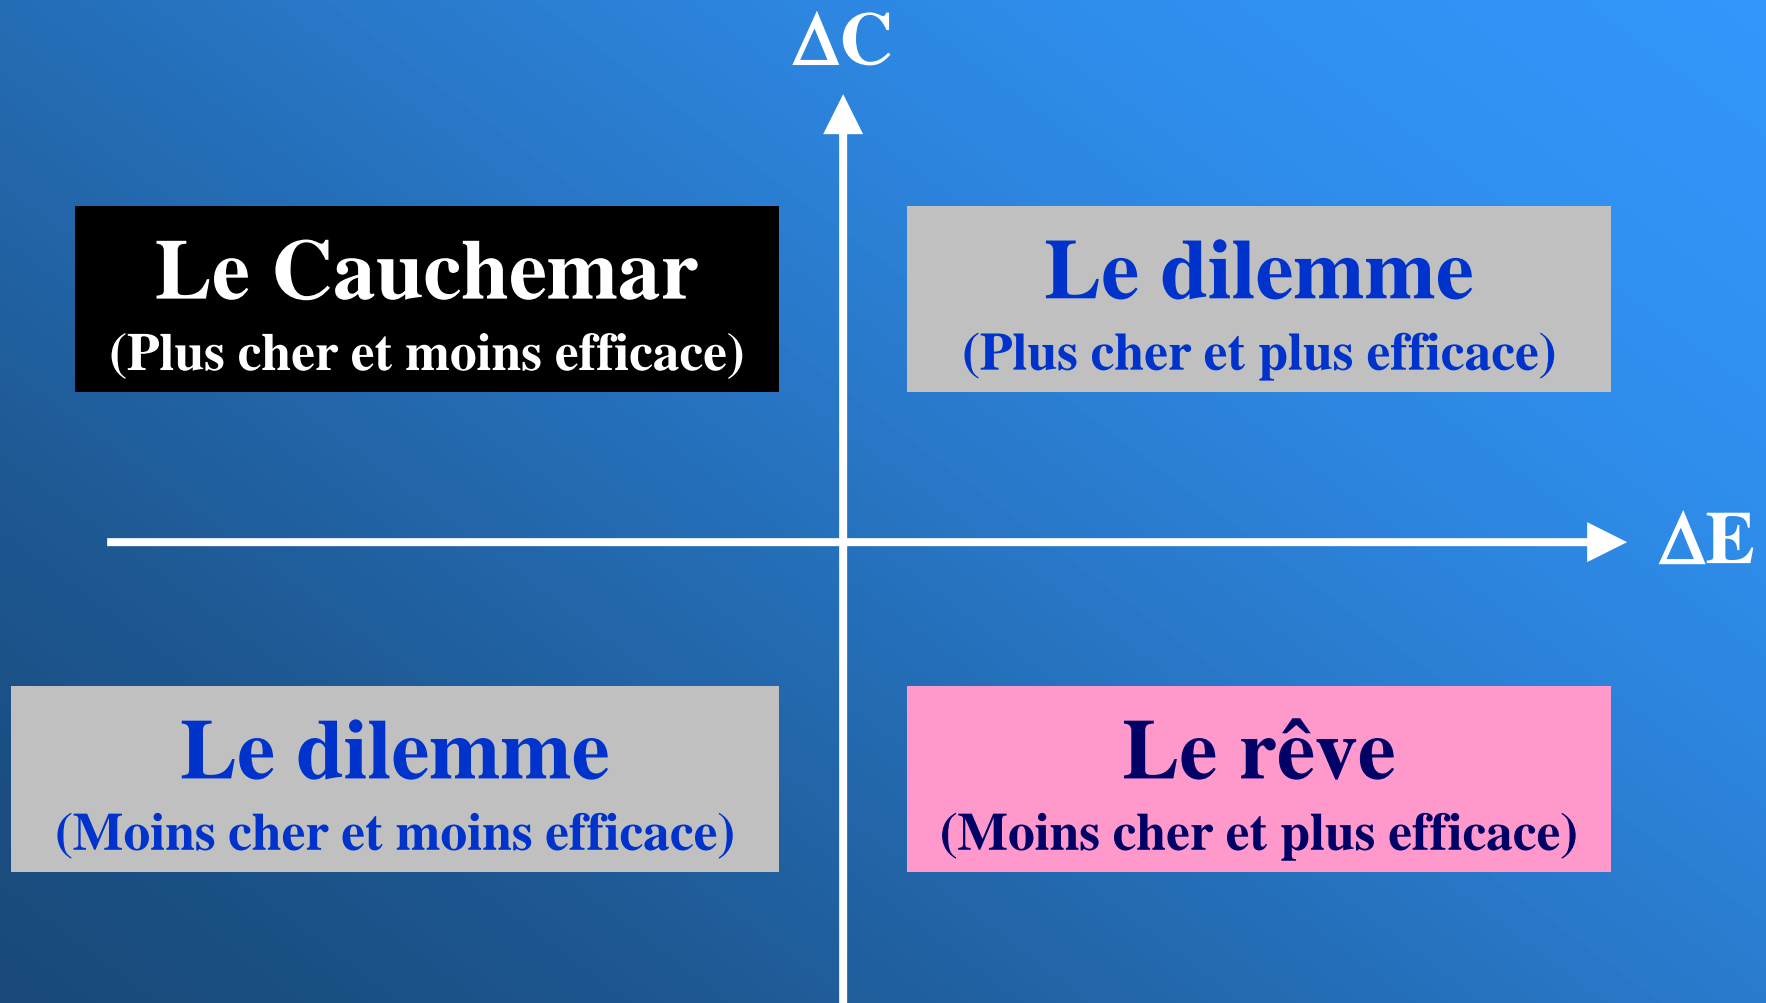 ΔC
Le Cauchemar
(Plus cher et moins efficace)
Le dilemme
(Plus cher et plus efficace)
ΔE
Le dilemme
(Moins cher et moins efficace)
Le rêve
(Moins cher et plus efficace)